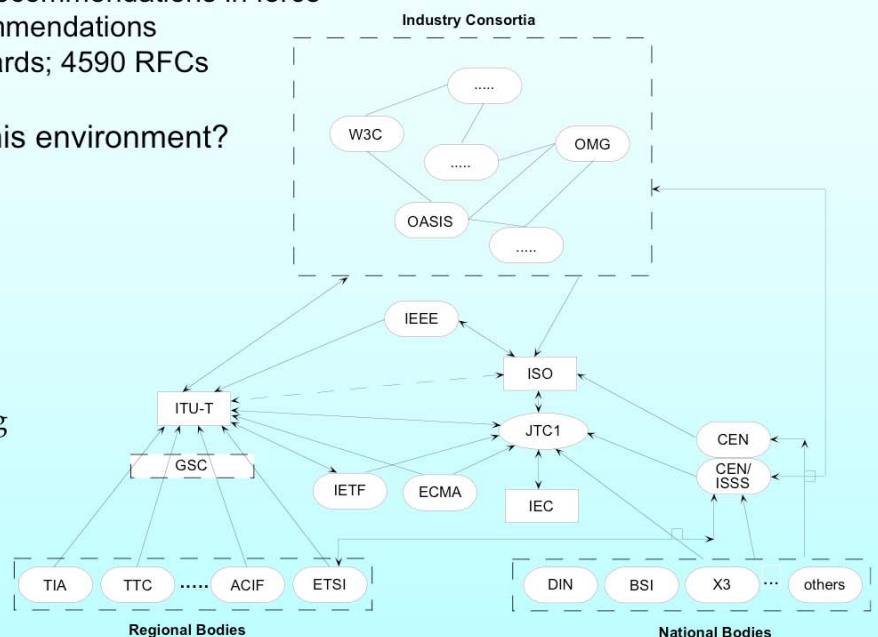 ecommendations in force
nmendations
ards; 4590 RFCs
his environment?
g
Industry Consortia
.....
W3C
.....
OMG
OASIS
.....
IEEE
ISO
ITU-T
JTC1
GSC
CEN
CEN/
ISSS
IETF
ECMA
IEC
TIA
TTC
.....
ACIF
ETSI
DIN
BSI
X3
...
others
Regional Bodies
National Bodies